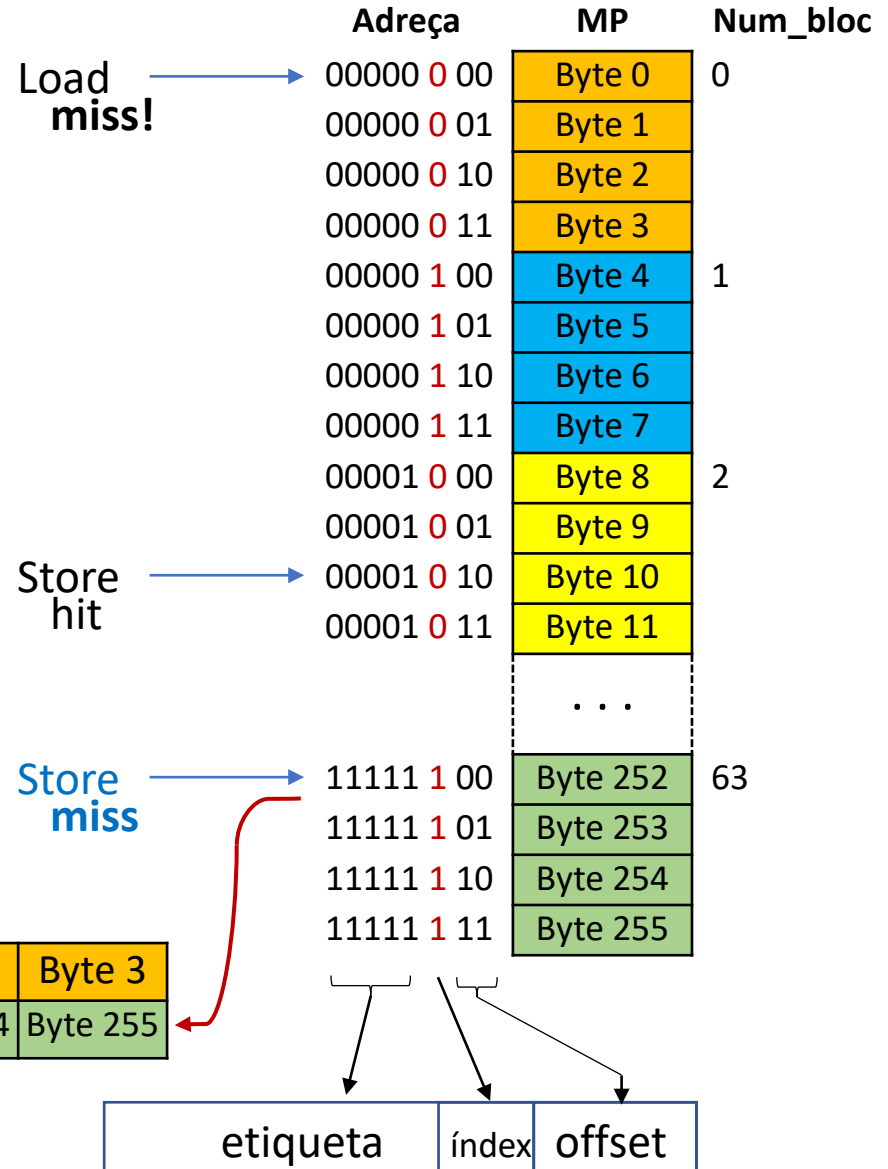 Adreça MP Num_bloc
Load 00000 0 00 Byte 0 0
miss! 00000 0 01 Byte 1
00000 0 10 Byte 2
00000 0 11 Byte 3
00000 1 00 Byte 4 1
00000 1 01 Byte 5
00000 1 10 Byte 6
00000 1 11 Byte 7
00001 0 00 Byte 8 2
00001 0 01 Byte 9
Store 00001 0 10 Byte 10
hit 00001 0 11 Byte 11
. . .
Store 11111 1 00 Byte 252 63
miss 11111 1 01 Byte 253
11111 1 10 Byte 254
11111 1 11 Byte 255
Byte 3
4 Byte 255
etiqueta índex offset